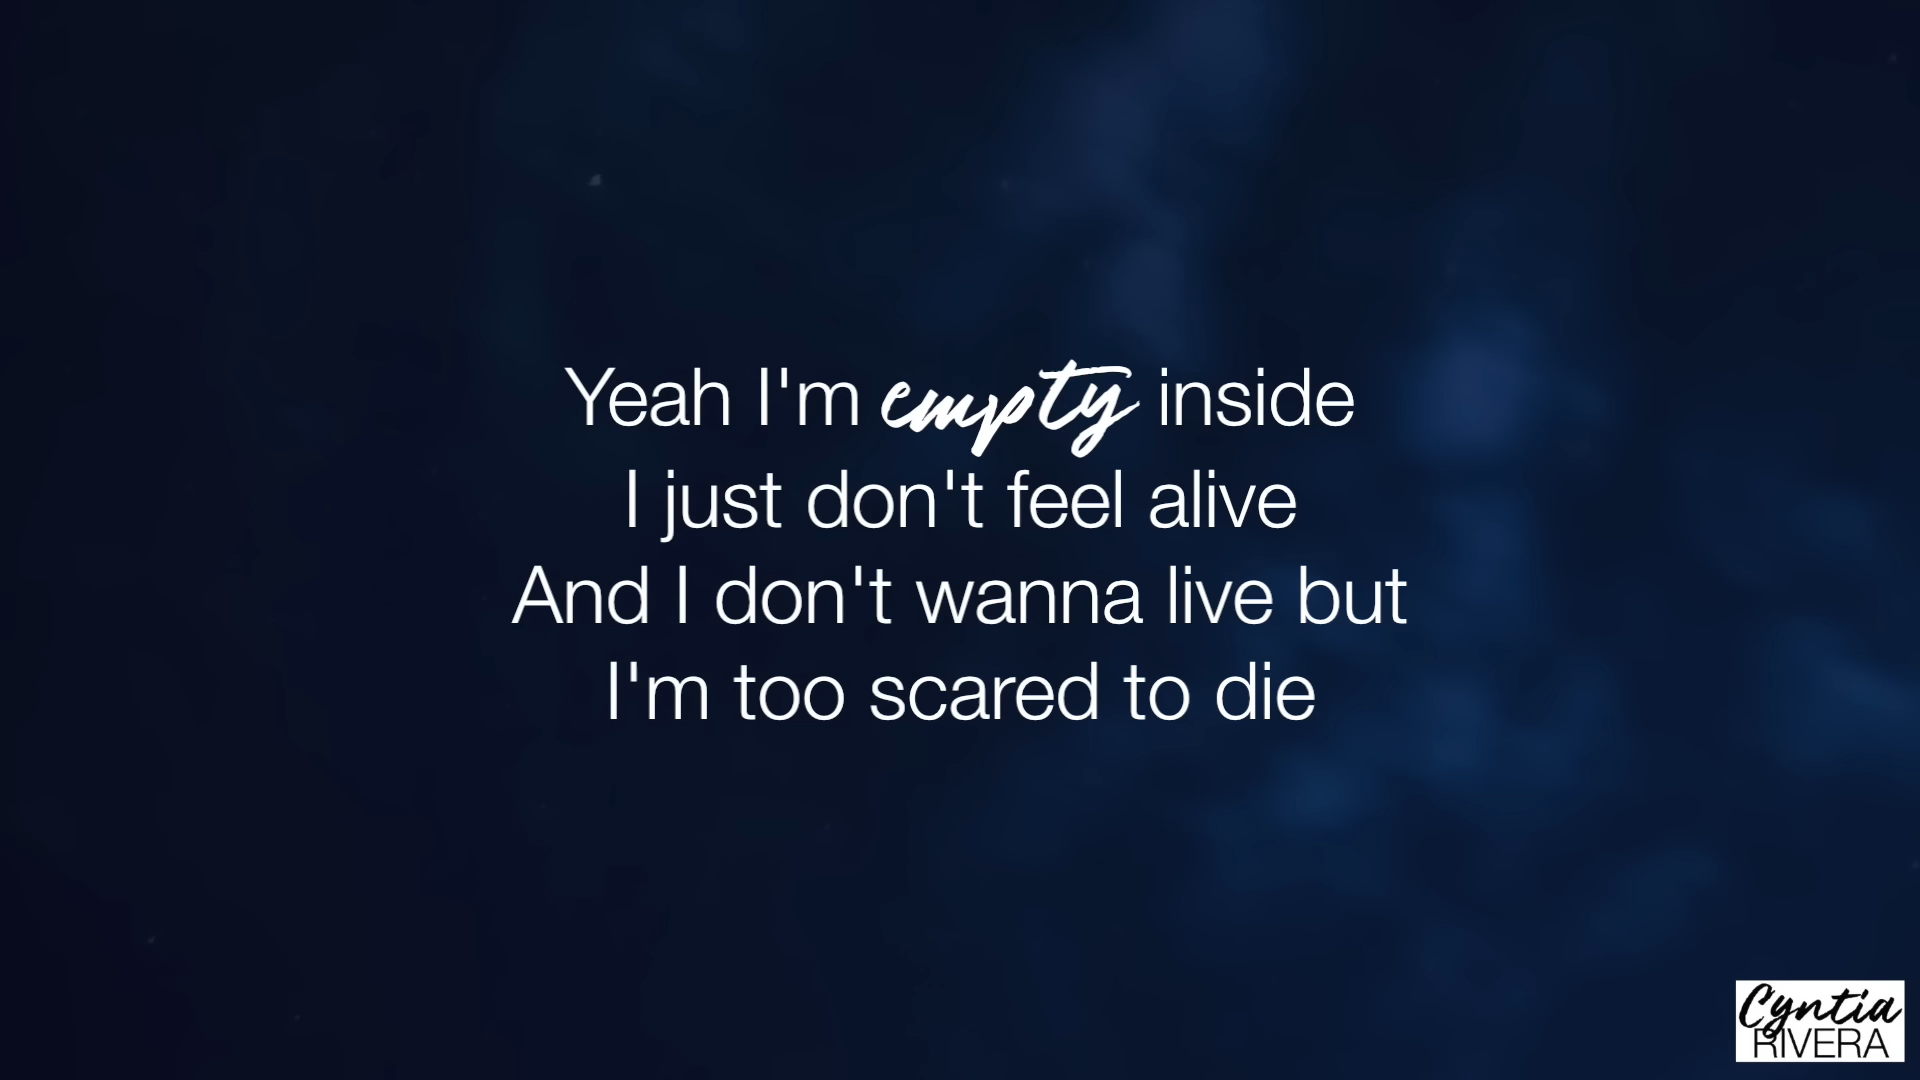 Yeah I'm empty inside
I just don't feel alive
And I don't wanna live but
I'm too scared to die
Cyntia
RIVERA